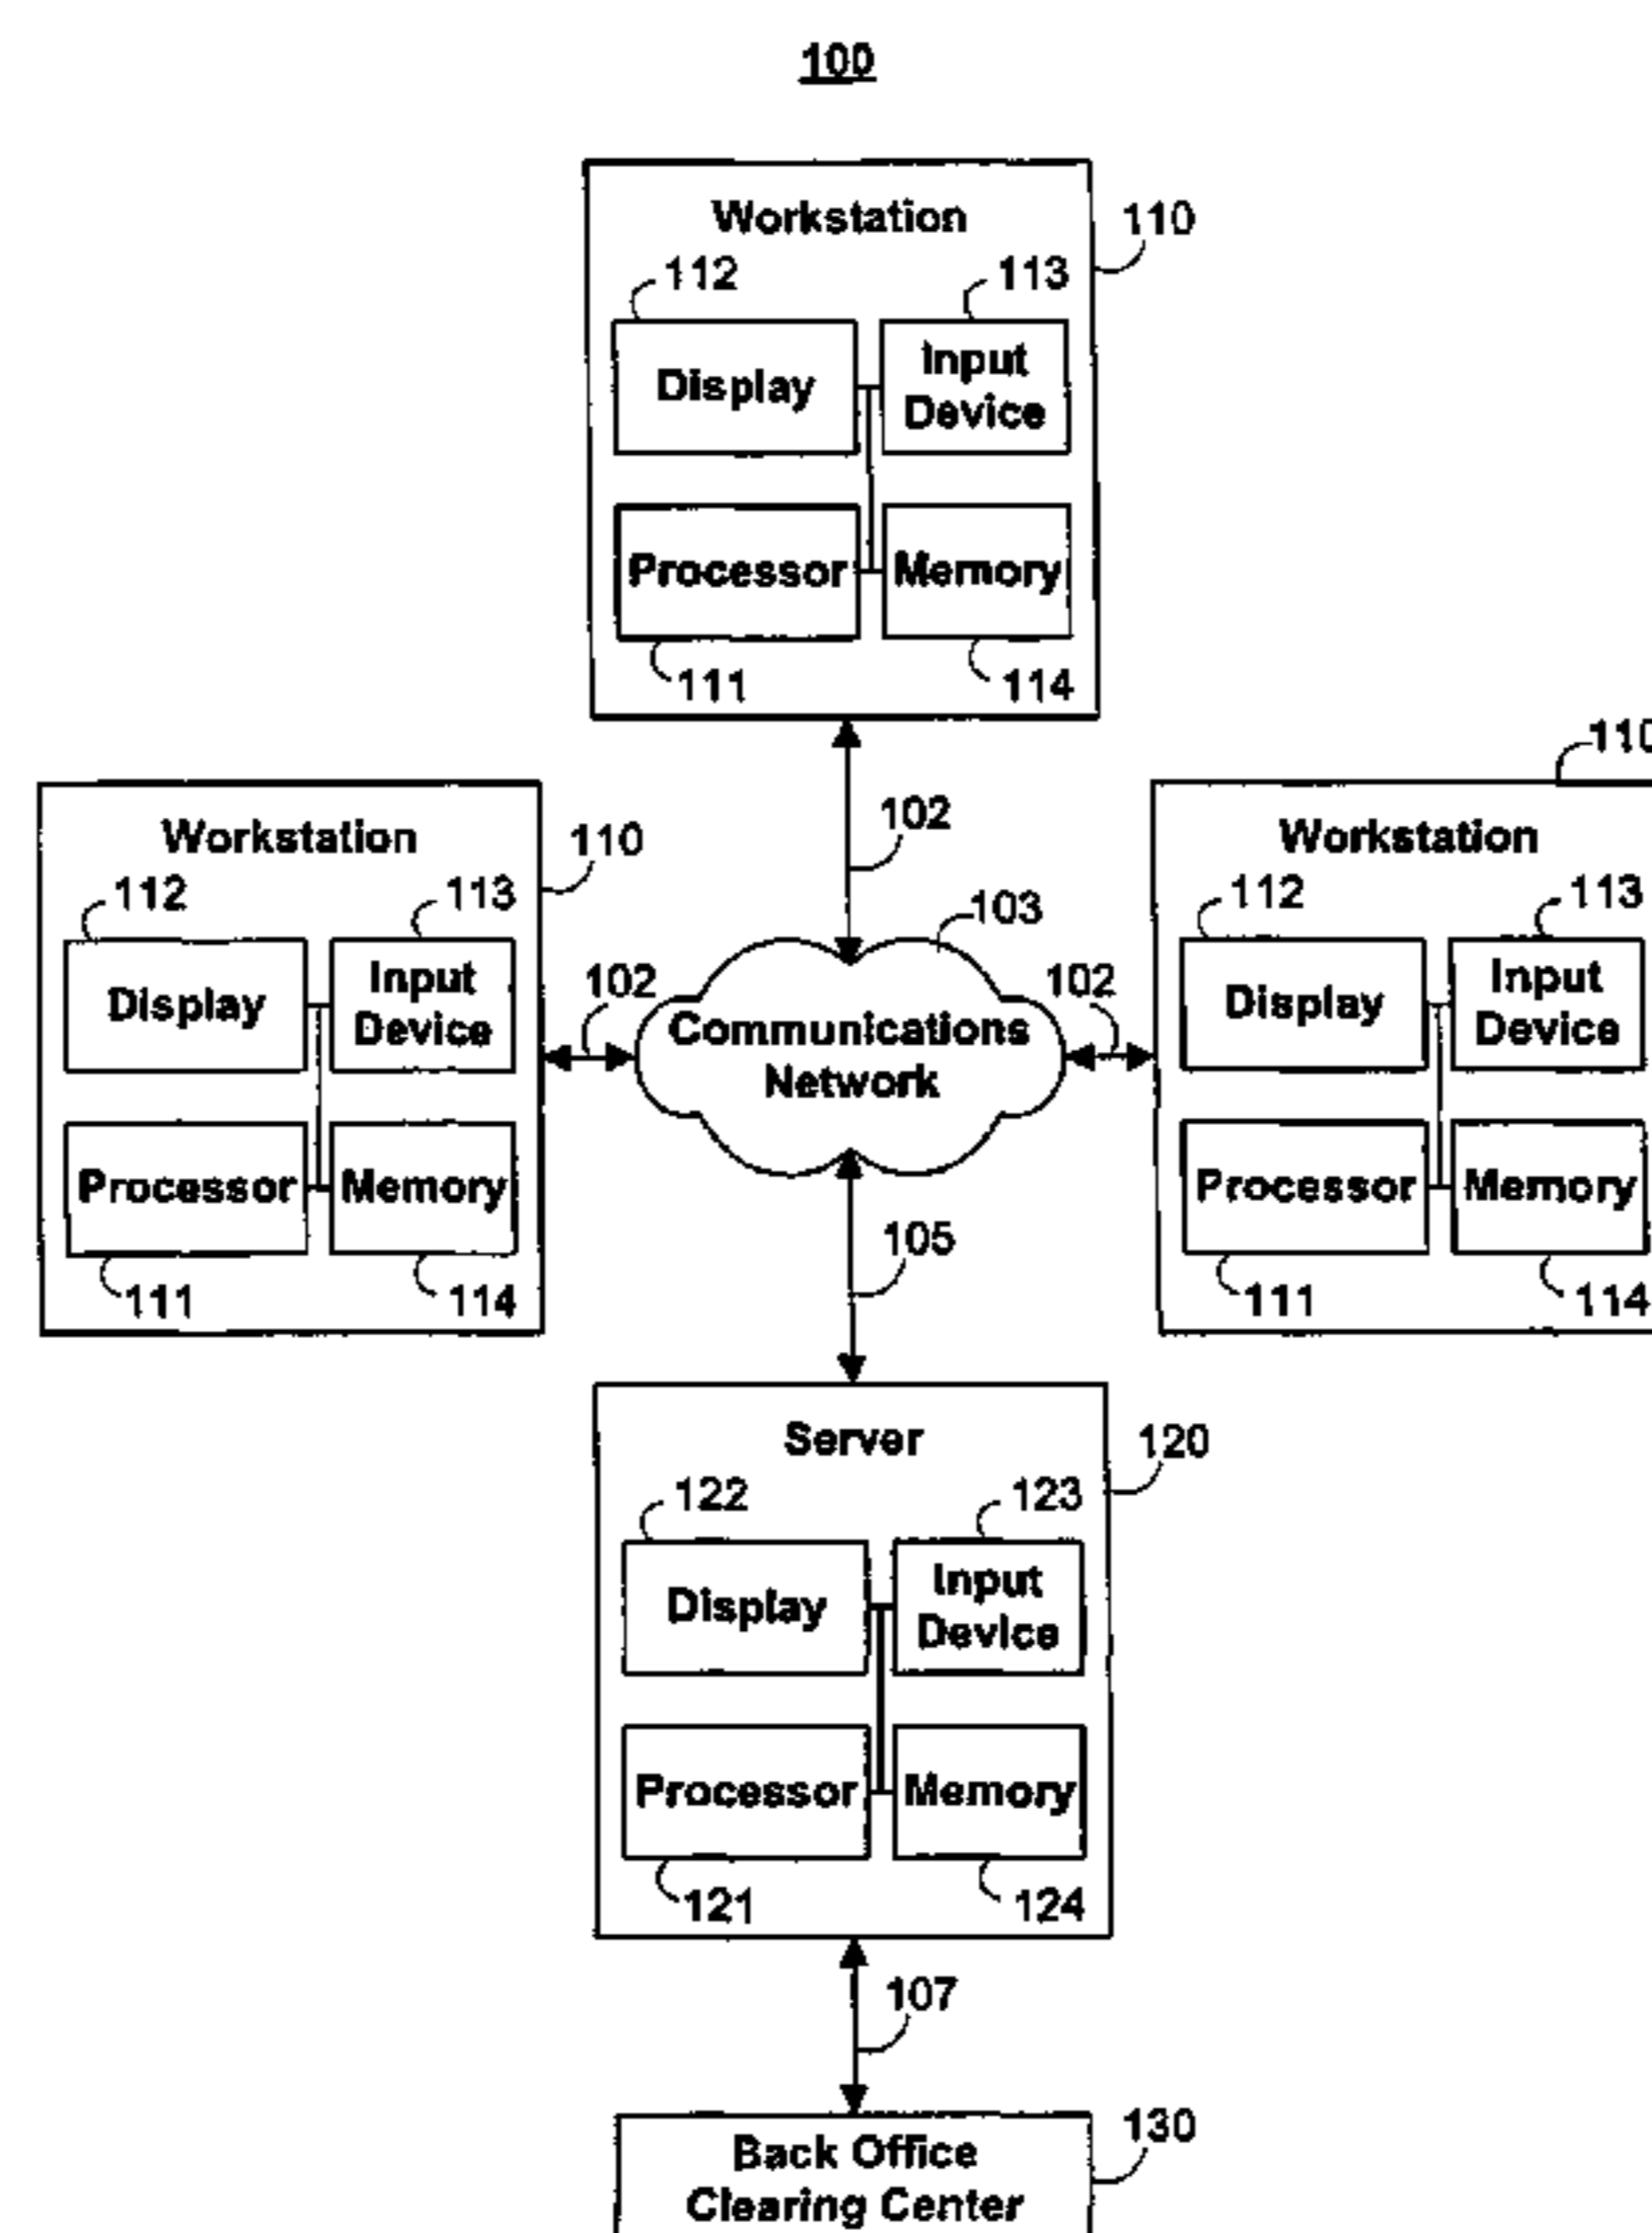 100
Workstation
110
112
113
Display
Input
Device
Processor
Memory
111
114
102
Workstation
110
112
113
Display
Input
Device
Processor
Memory
111
114
102
103
Communications
Network
102
110
Workstation
112
113
Display
Input
Device
Processor
Memory
111
114
105
Server
120
122
123
Display
Input
Device
Processor
Memory
121
124
107
Back Office
Clearing Center
130